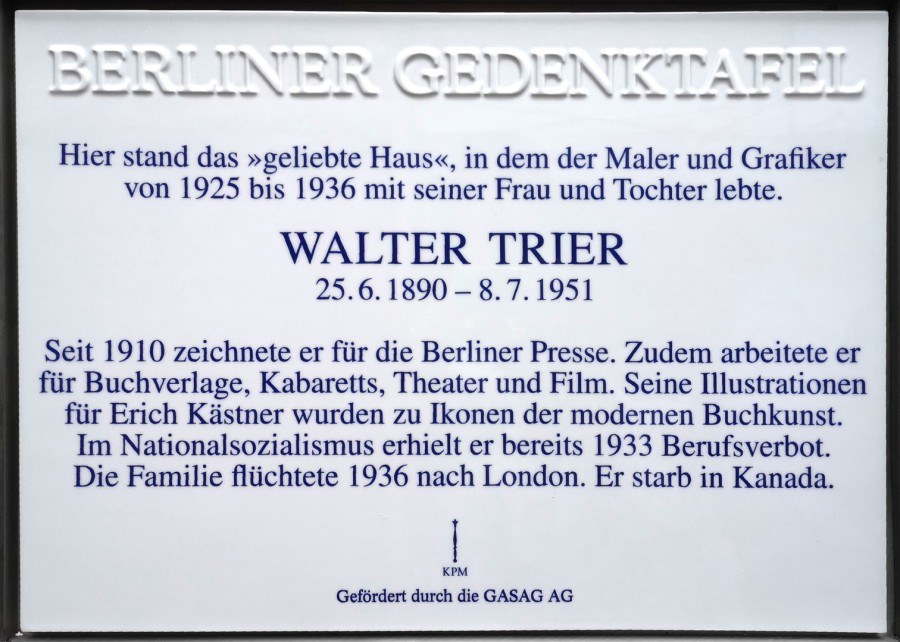 BERLINER GEDENKTAFEL
Hier stand das »geliebte Haus«, in dem der Maler und Grafiker
von 1925 bis 1936 mit seiner Frau und Tochter lebte.
WALTER TRIER
25.6.1890 – 8.7.1951
Seit 1910 zeichnete er für die Berliner Presse. Zudem arbeitete er
für Buchverlage, Kabaretts, Theater und Film. Seine Illustrationen
für Erich Kästner wurden zu Ikonen der modernen Buchkunst.
Im Nationalsozialismus erhielt er bereits 1933 Berufsverbot.
Die Familie flüchtete 1936 nach London. Er starb in Kanada.
KPM
Gefördert durch die GASAG AG